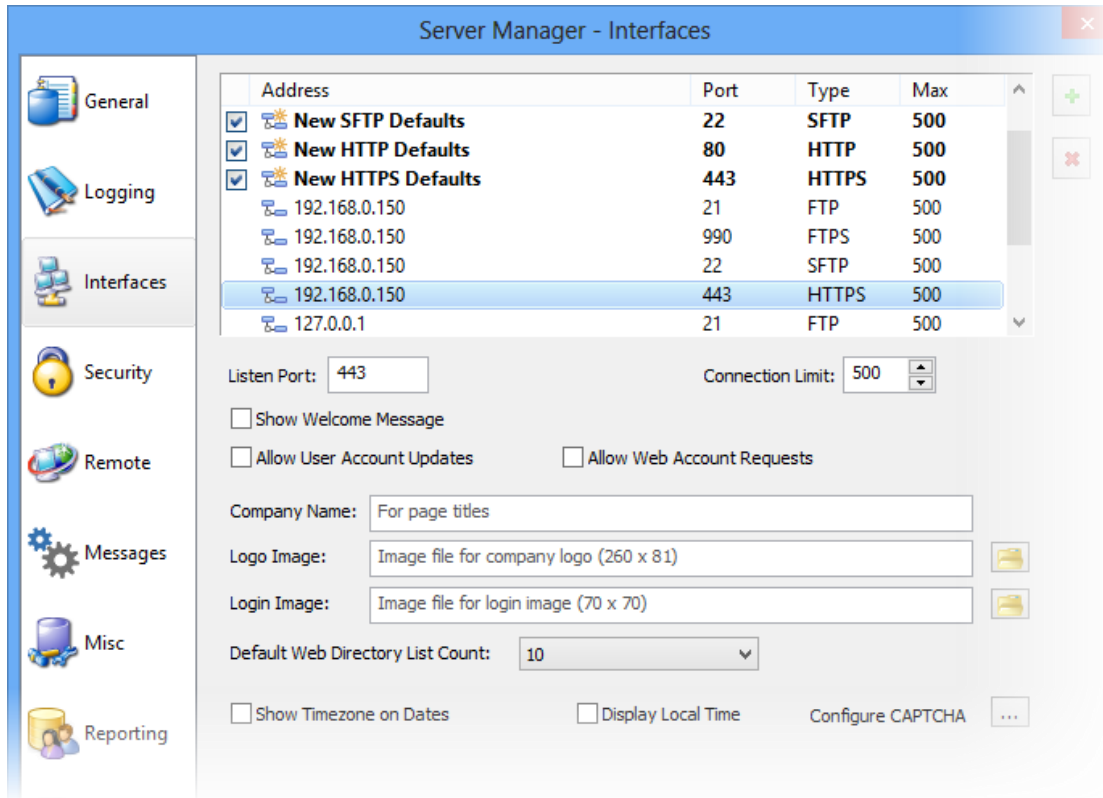 Server Manager - Interfaces
General
Logging
Interfaces
Security
Remote
Messages
Misc
Reporting
Address Port Type Max
New SFTP Defaults 22 SFTP 500
New HTTP Defaults 80 HTTP 500
New HTTPS Defaults 443 HTTPS 500
192.168.0.150 21 FTP 500
192.168.0.150 990 FTPS 500
192.168.0.150 22 SFTP 500
192.168.0.150 443 HTTPS 500
127.0.0.1 21 FTP 500
Listen Port: 443 Connection Limit: 500
Show Welcome Message
Allow User Account Updates Allow Web Account Requests
Company Name: For page titles
Logo Image: Image file for company logo (260 x 81)
Login Image: Image file for login image (70 x 70)
Default Web Directory List Count: 10
Show Timezone on Dates Display Local Time Configure CAPTCHA ...